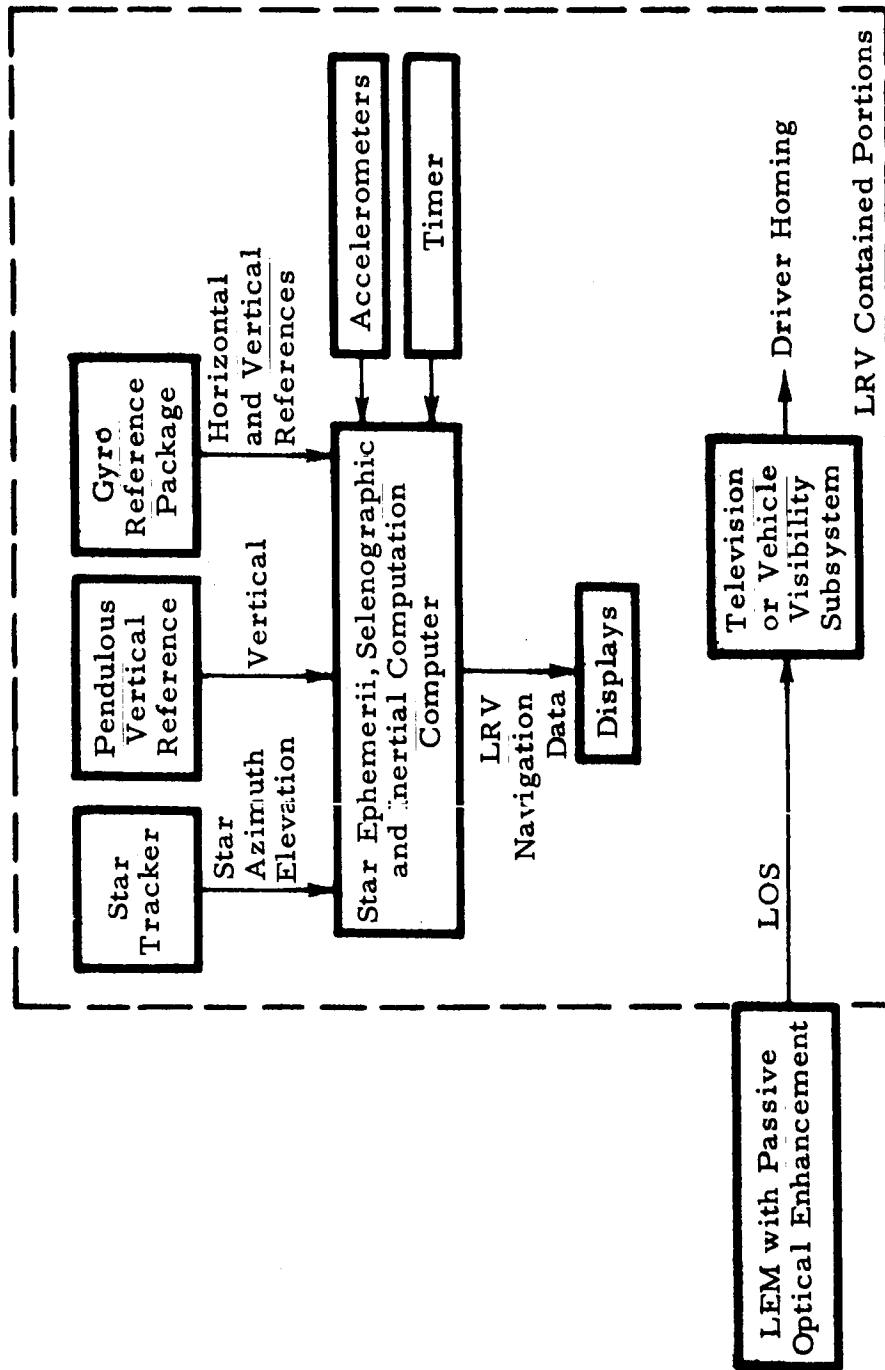 Star
Tracker
Pendulous
Vertical
Reference
Gyro
Reference
Package
Star
Azimuth
Elevation
Vertical
Horizontal
and Vertical
References
Star Ephemerii, Selenographic
and Inertial Computation
Computer
Accelerometers
Timer
LRV
Navigation
Data
Displays
LEM with Passive
Optical Enhancement
LOS
Television
or Vehicle
Visibility
Subsystem
Driver Homing
LRV Contained Portions